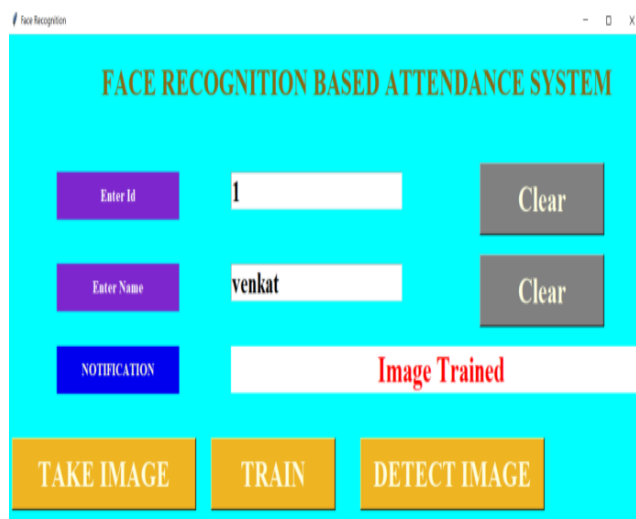 Face Recognition
FACE RECOGNITION BASED ATTENDANCE SYSTEM
Enter Id 1 Clear
Enter Name venkat Clear
NOTIFICATION Image Trained
TAKE IMAGE TRAIN DETECT IMAGE